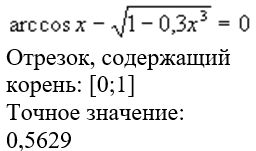 arccos x − √(1 − 0,3x³) = 0
Отрезок, содержащий
корень: [0;1]
Точное значение:
0,5629